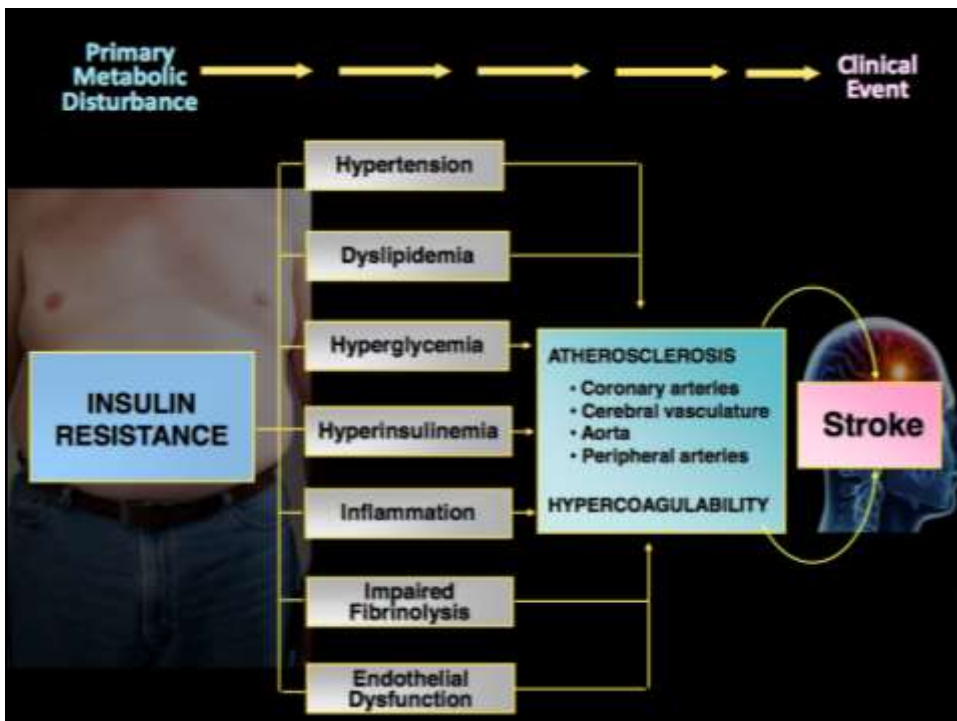 Primary
Metabolic
Disturbance
Clinical
Event
Hypertension
Dyslipidemia
Hyperglycemia
Hyperinsulinemia
Inflammation
Impaired
Fibrinolysis
Endothelial
Dysfunction
INSULIN
RESISTANCE
ATHEROSCLEROSIS
• Coronary arteries
• Cerebral vasculature
• Aorta
• Peripheral arteries
HYPERCOAGULABILITY
Stroke